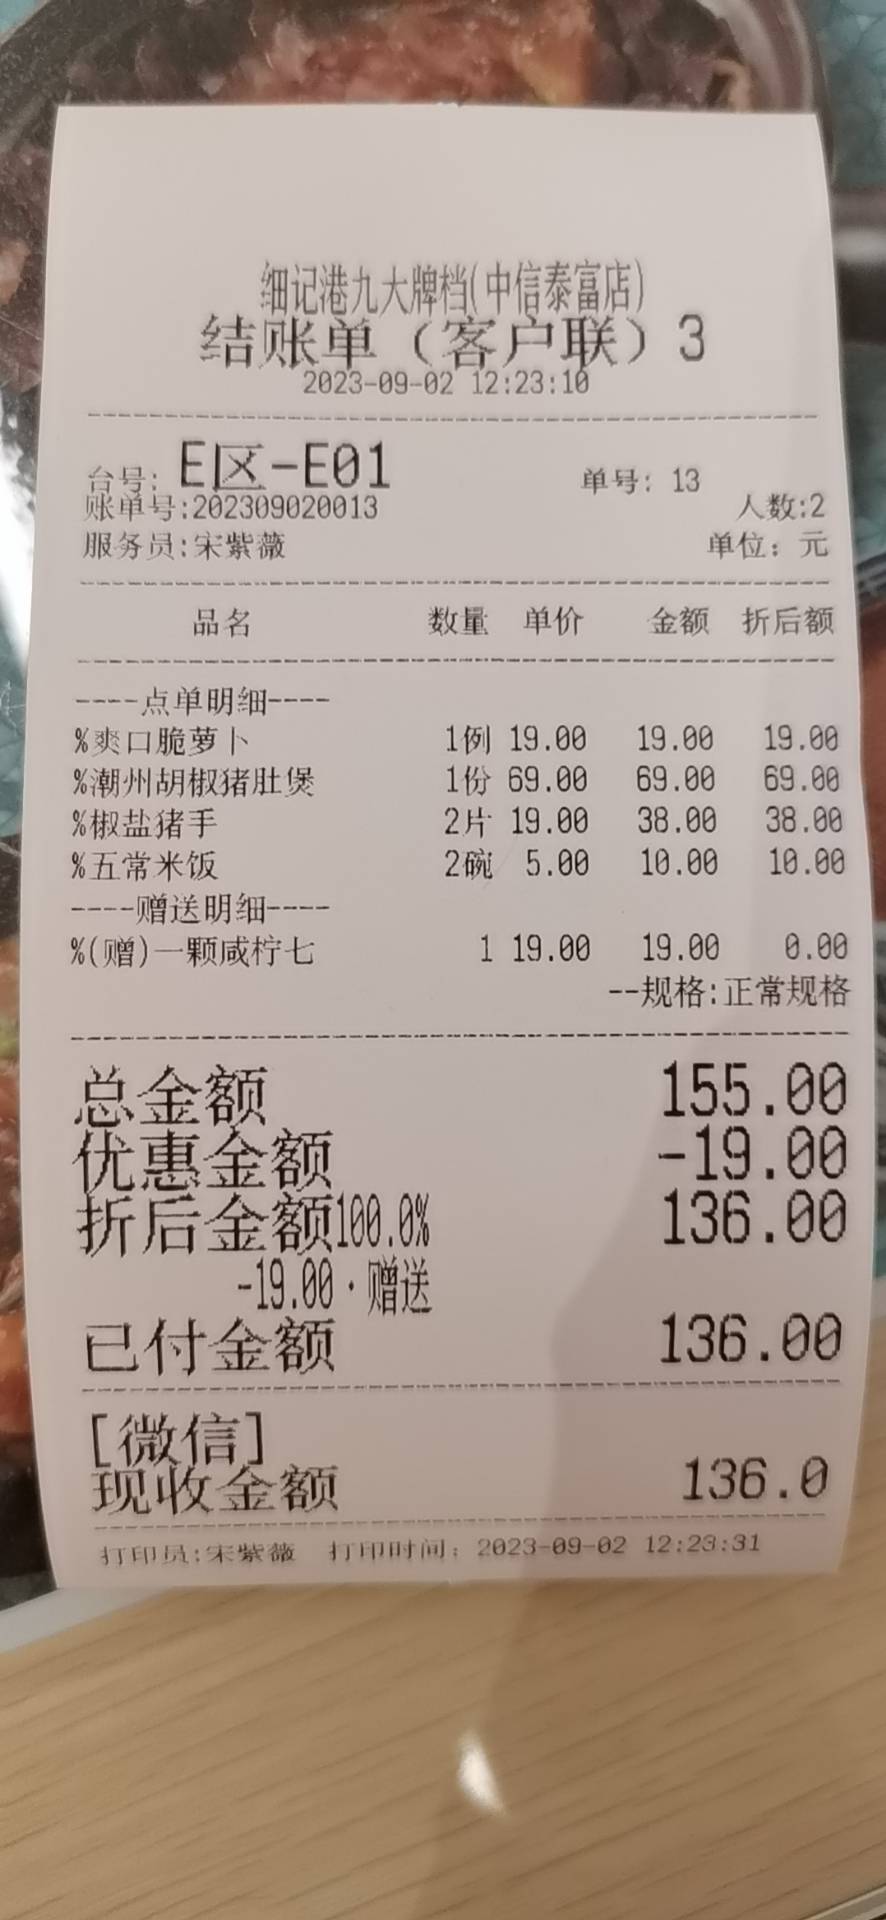 细记港九大牌档(中信泰富店)
结账单（客户联）3
2023-09-02 12:23:10
台号: E区-E01 单号: 13
账单号:202309020013 人数:2
服务员:宋紫薇 单位: 元
品名 数量 单价 金额 折后额
----点单明细----
%爽口脆萝卜 1例 19.00 19.00 19.00
%潮州胡椒猪肚煲 1份 69.00 69.00 69.00
%椒盐猪手 2片 19.00 38.00 38.00
%五常米饭 2碗 5.00 10.00 10.00
----赠送明细----
%(赠)一颗咸柠七 1 19.00 19.00 0.00
--规格:正常规格
总金额 155.00
优惠金额 -19.00
折后金额100.0% 136.00
-19.00·赠送
已付金额 136.00
[微信]
现收金额 136.0
打印员:宋紫薇 打印时间: 2023-09-02 12:23:31